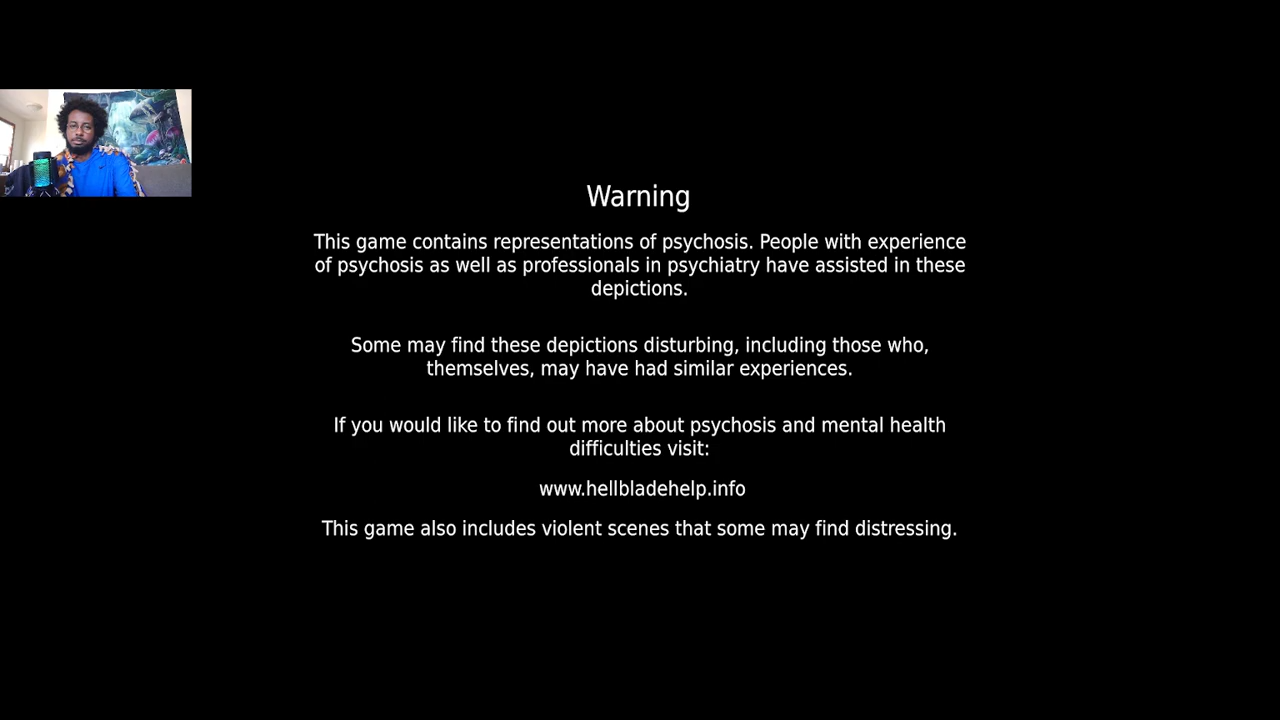 Warning
This game contains representations of psychosis. People with experience
of psychosis as well as professionals in psychiatry have assisted in these
depictions.
Some may find these depictions disturbing, including those who,
themselves, may have had similar experiences.
If you would like to find out more about psychosis and mental health
difficulties visit:
www.hellbladehelp.info
This game also includes violent scenes that some may find distressing.